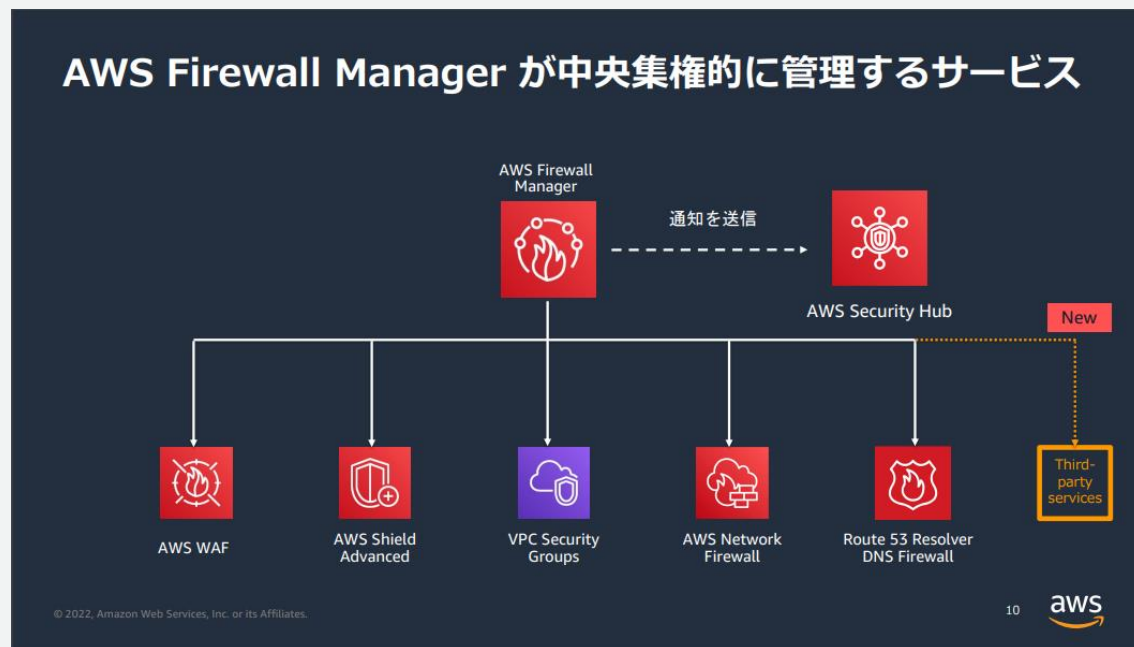 AWS Firewall Manager が中央集権的に管理するサービス
AWS Firewall
Manager
通知を送信
AWS Security Hub
New
AWS WAF
AWS Shield
Advanced
VPC Security
Groups
AWS Network
Firewall
Route 53 Resolver
DNS Firewall
Third-
party
services
© 2022, Amazon Web Services, Inc. or its Affiliates.
10
aws